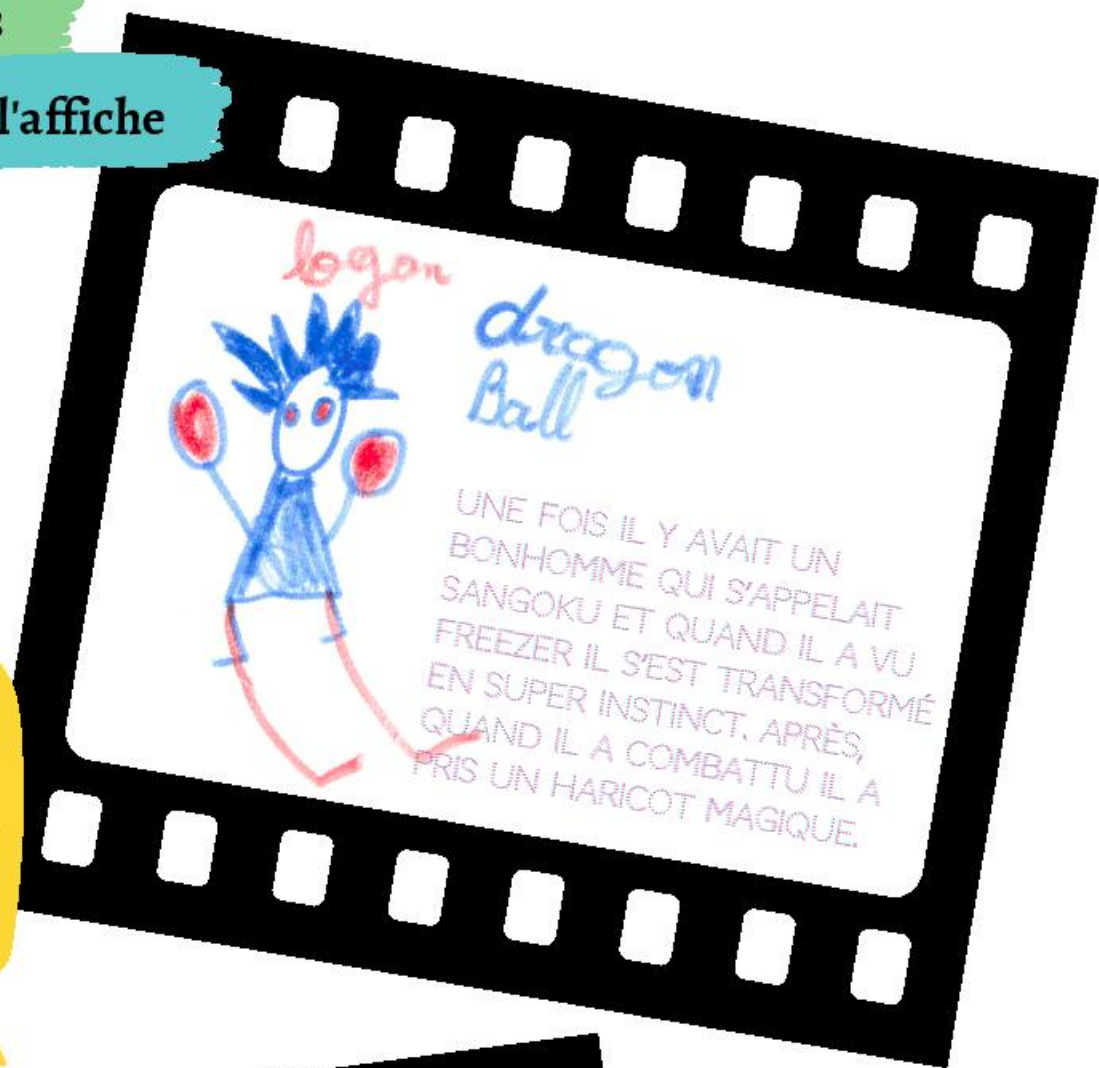 l'affiche
logan
dragon
Ball
UNE FOIS IL Y AVAIT UN
BONHOMME QUI S'APPELAIT
SANGOKU ET QUAND IL A VU
FREEZER IL S'EST TRANSFORMÉ
EN SUPER INSTINCT. APRÈS,
QUAND IL A COMBATTU IL A
PRIS UN HARICOT MAGIQUE.